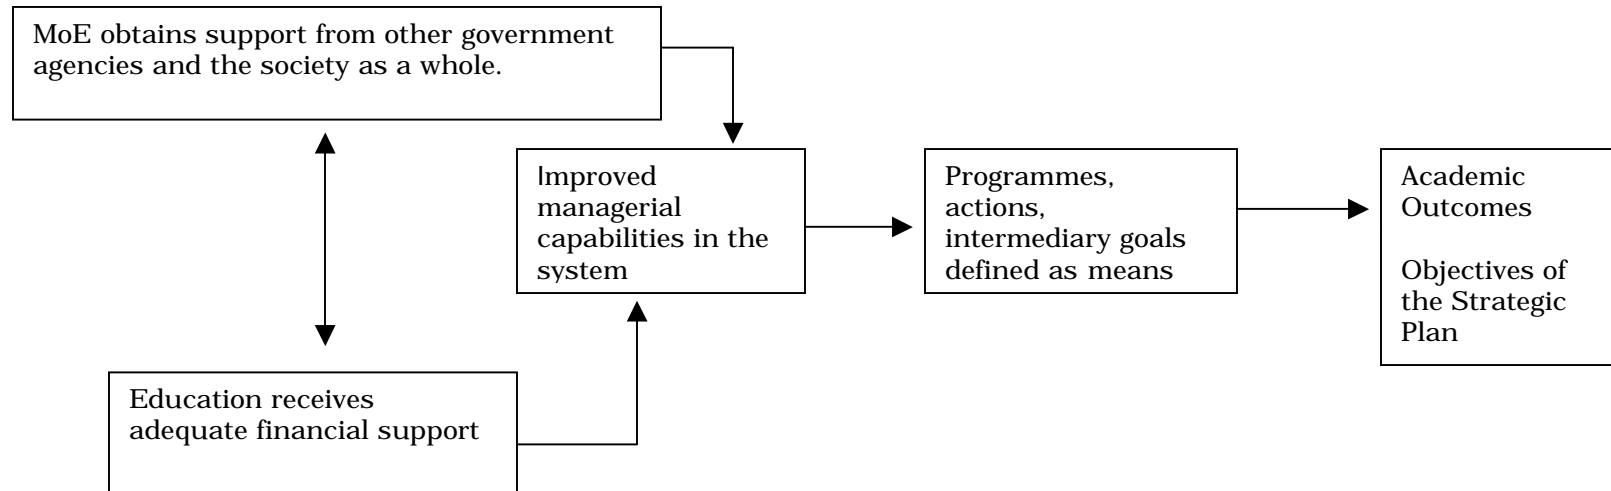 MoE obtains support from other government
agencies and the society as a whole.
Improved
managerial
capabilities in the
system
Programmes,
actions,
intermediary goals
defined as means
Academic
Outcomes
Objectives of
the Strategic
Plan
Education receives
adequate financial support